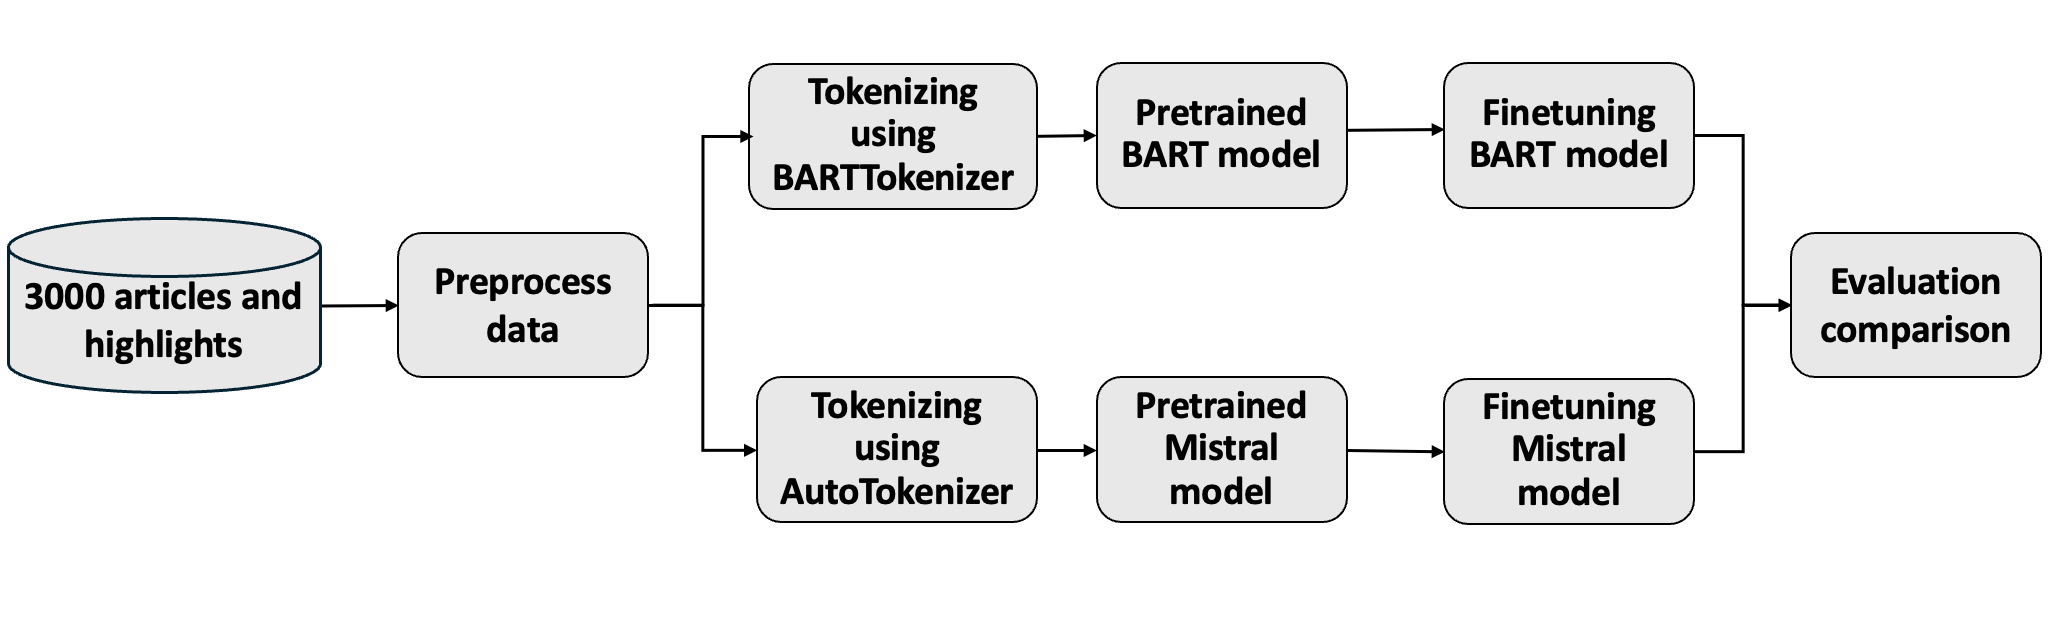 3000 articles and
highlights
Preprocess
data
Tokenizing
using
BARTTokenizer
Pretrained
BART model
Finetuning
BART model
Tokenizing
using
AutoTokenizer
Pretrained
Mistral
model
Finetuning
Mistral
model
Evaluation
comparison